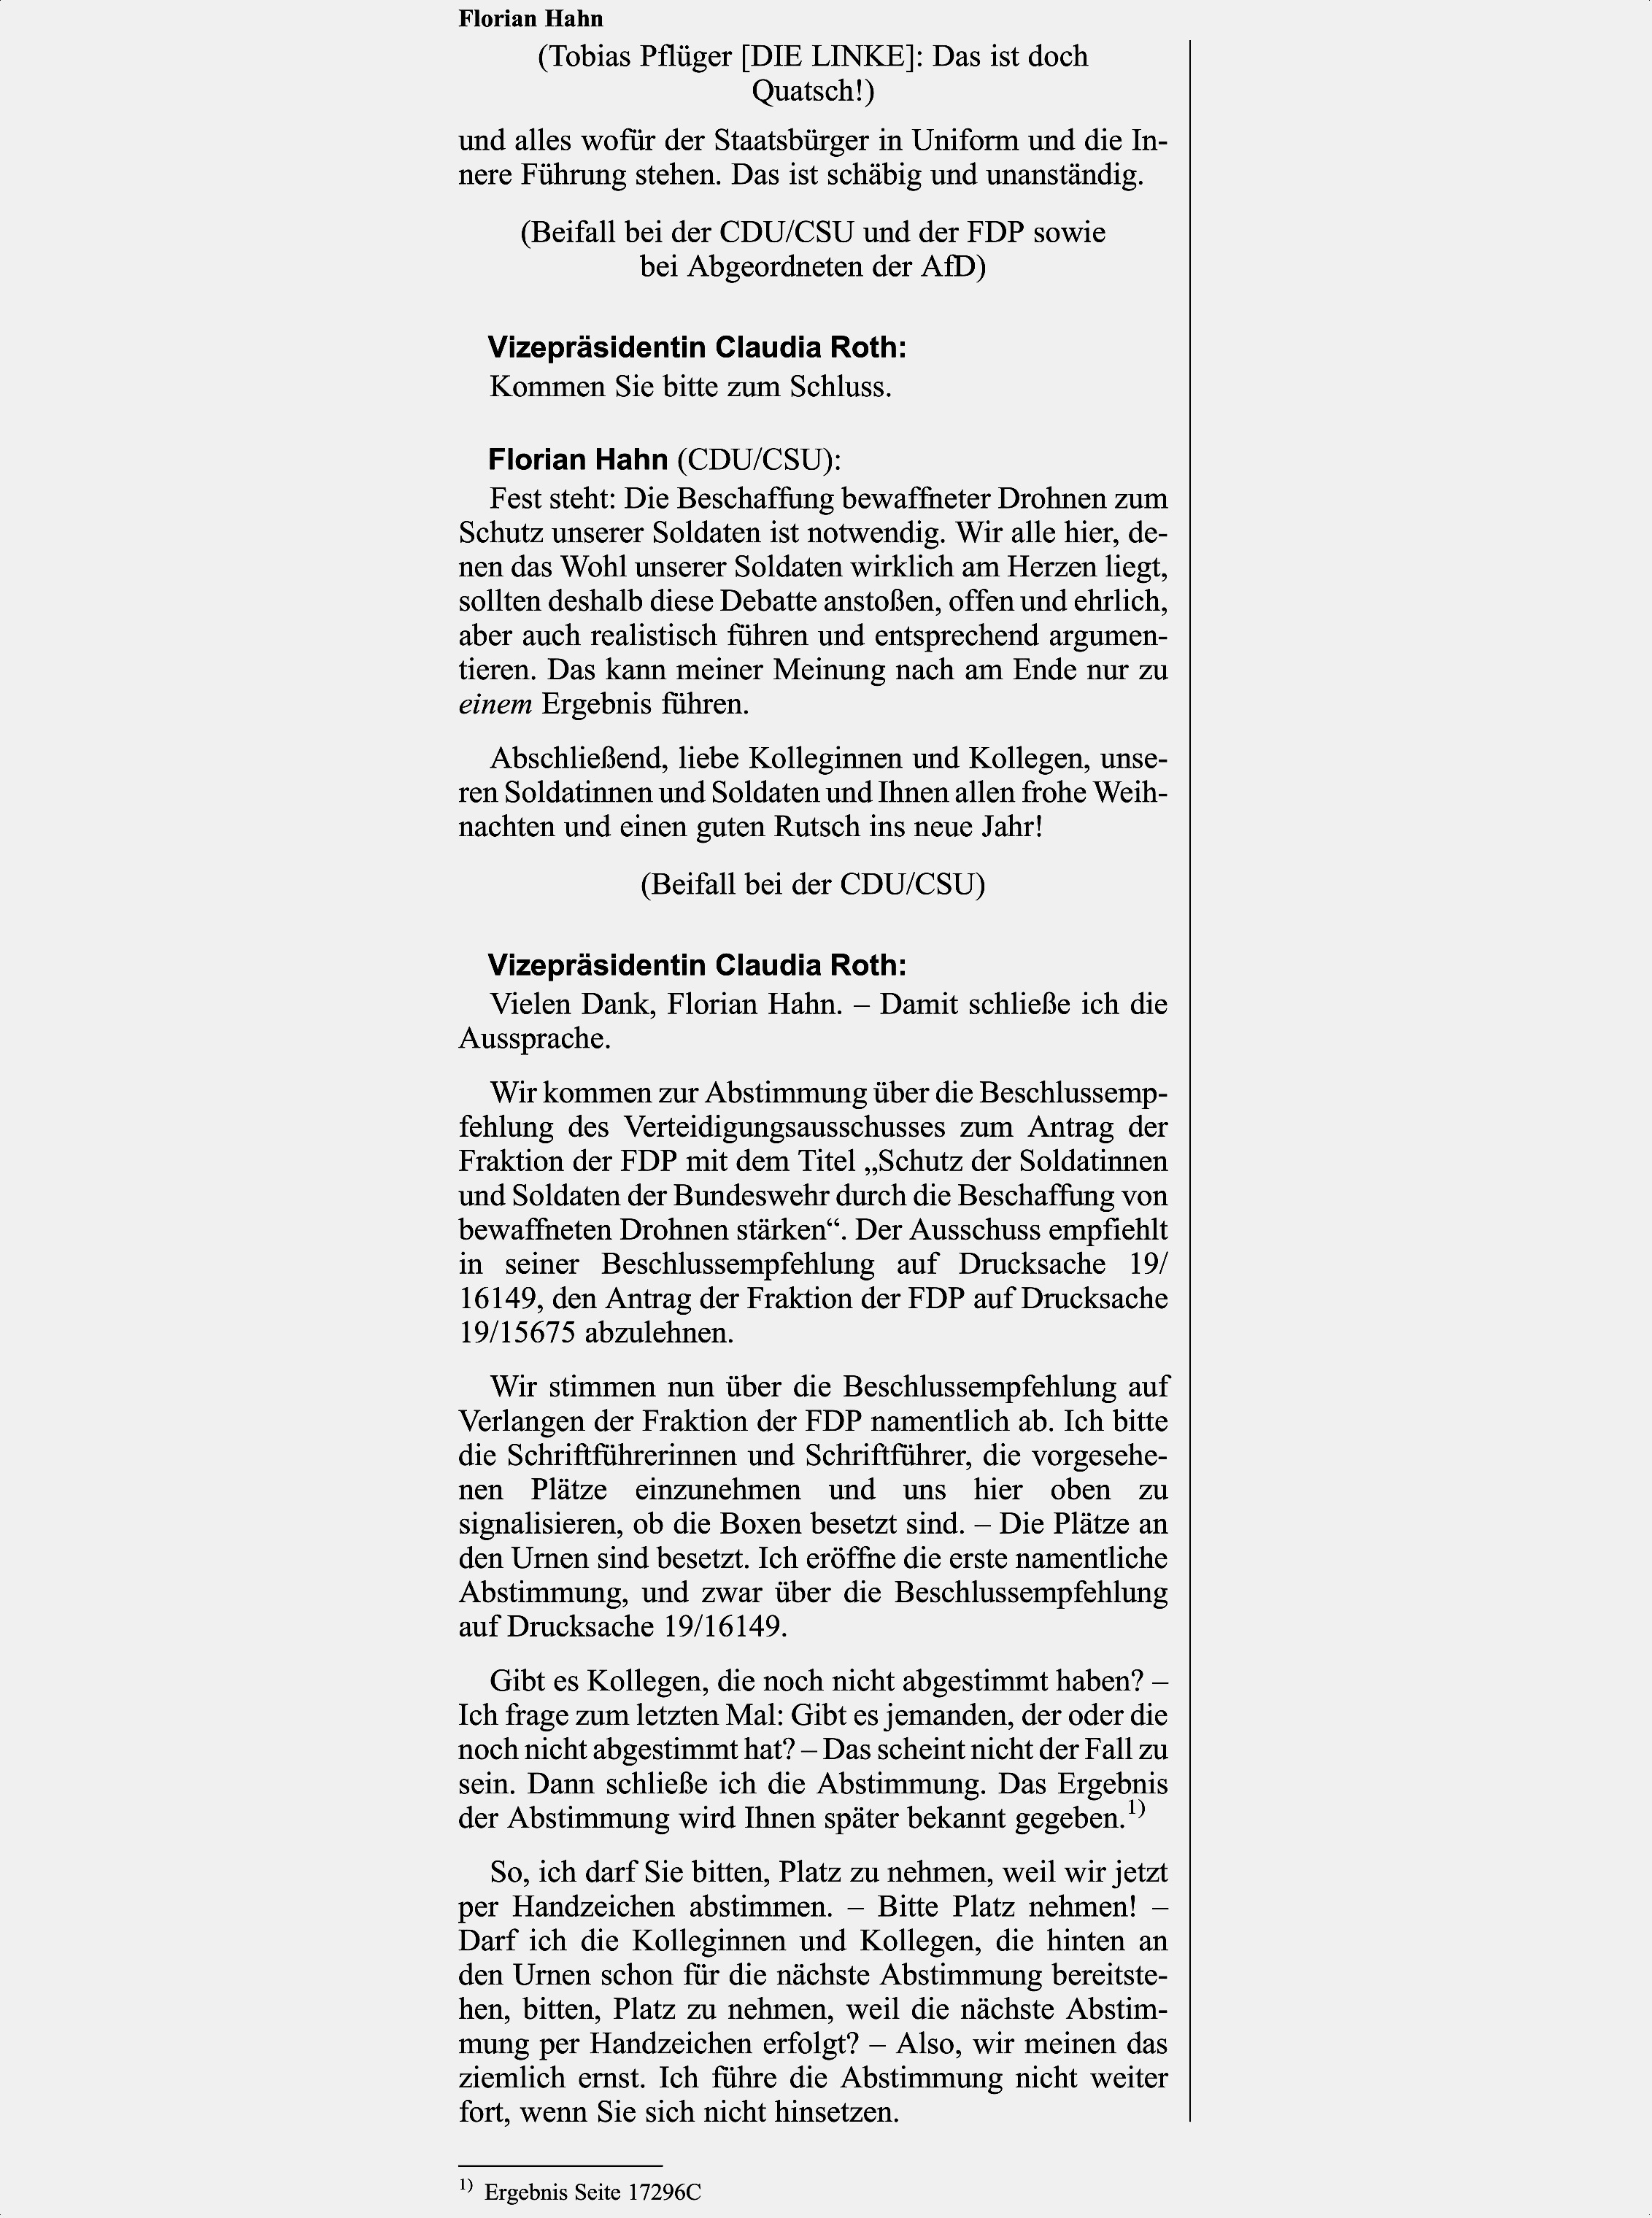 Florian Hahn
(Tobias Pflüger [DIE LINKE]: Das ist doch
Quatsch!)
und alles wofür der Staatsbürger in Uniform und die In-
nere Führung stehen. Das ist schäbig und unanständig.
(Beifall bei der CDU/CSU und der FDP sowie
bei Abgeordneten der AfD)
Vizepräsidentin Claudia Roth:
Kommen Sie bitte zum Schluss.
Florian Hahn (CDU/CSU):
Fest steht: Die Beschaffung bewaffneter Drohnen zum
Schutz unserer Soldaten ist notwendig. Wir alle hier, de-
nen das Wohl unserer Soldaten wirklich am Herzen liegt,
sollten deshalb diese Debatte anstoßen, offen und ehrlich,
aber auch realistisch führen und entsprechend argumen-
tieren. Das kann meiner Meinung nach am Ende nur zu
einem Ergebnis führen.
Abschließend, liebe Kolleginnen und Kollegen, unse-
ren Soldatinnen und Soldaten und Ihnen allen frohe Weih-
nachten und einen guten Rutsch ins neue Jahr!
(Beifall bei der CDU/CSU)
Vizepräsidentin Claudia Roth:
Vielen Dank, Florian Hahn. – Damit schließe ich die
Aussprache.
Wir kommen zur Abstimmung über die Beschlussemp-
fehlung des Verteidigungsausschusses zum Antrag der
Fraktion der FDP mit dem Titel „Schutz der Soldatinnen
und Soldaten der Bundeswehr durch die Beschaffung von
bewaffneten Drohnen stärken“. Der Ausschuss empfiehlt
in seiner Beschlussempfehlung auf Drucksache 19/
16149, den Antrag der Fraktion der FDP auf Drucksache
19/15675 abzulehnen.
Wir stimmen nun über die Beschlussempfehlung auf
Verlangen der Fraktion der FDP namentlich ab. Ich bitte
die Schriftführerinnen und Schriftführer, die vorgesehe-
nen Plätze einzunehmen und uns hier oben zu
signalisieren, ob die Boxen besetzt sind. – Die Plätze an
den Urnen sind besetzt. Ich eröffne die erste namentliche
Abstimmung, und zwar über die Beschlussempfehlung
auf Drucksache 19/16149.
Gibt es Kollegen, die noch nicht abgestimmt haben? –
Ich frage zum letzten Mal: Gibt es jemanden, der oder die
noch nicht abgestimmt hat? – Das scheint nicht der Fall zu
sein. Dann schließe ich die Abstimmung. Das Ergebnis
der Abstimmung wird Ihnen später bekannt gegeben.1)
So, ich darf Sie bitten, Platz zu nehmen, weil wir jetzt
per Handzeichen abstimmen. – Bitte Platz nehmen! –
Darf ich die Kolleginnen und Kollegen, die hinten an
den Urnen schon für die nächste Abstimmung bereitste-
hen, bitten, Platz zu nehmen, weil die nächste Abstim-
mung per Handzeichen erfolgt? – Also, wir meinen das
ziemlich ernst. Ich führe die Abstimmung nicht weiter
fort, wenn Sie sich nicht hinsetzen.
1) Ergebnis Seite 17296C